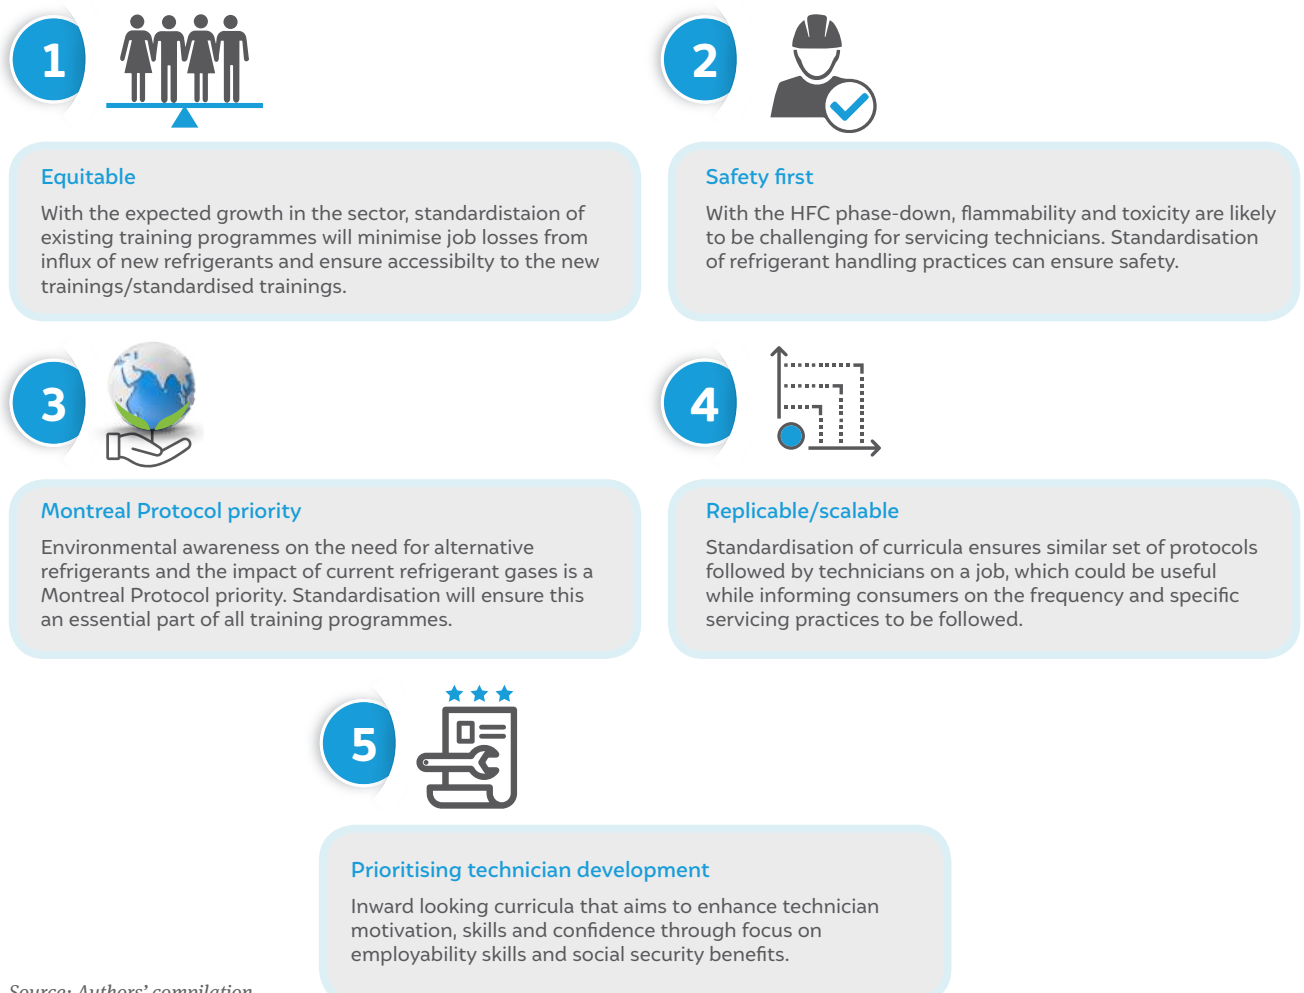 1
Equitable
With the expected growth in the sector, standardistaion of
existing training programmes will minimise job losses from
influx of new refrigerants and ensure accessibilty to the new
trainings/standardised trainings.
2
Safety first
With the HFC phase-down, flammability and toxicity are likely
to be challenging for servicing technicians. Standardisation
of refrigerant handling practices can ensure safety.
3
Montreal Protocol priority
Environmental awareness on the need for alternative
refrigerants and the impact of current refrigerant gases is a
Montreal Protocol priority. Standardisation will ensure this
an essential part of all training programmes.
4
Replicable/scalable
Standardisation of curricula ensures similar set of protocols
followed by technicians on a job, which could be useful
while informing consumers on the frequency and specific
servicing practices to be followed.
5
Prioritising technician development
Inward looking curricula that aims to enhance technician
motivation, skills and confidence through focus on
employability skills and social security benefits.
Source: Authors' compilation